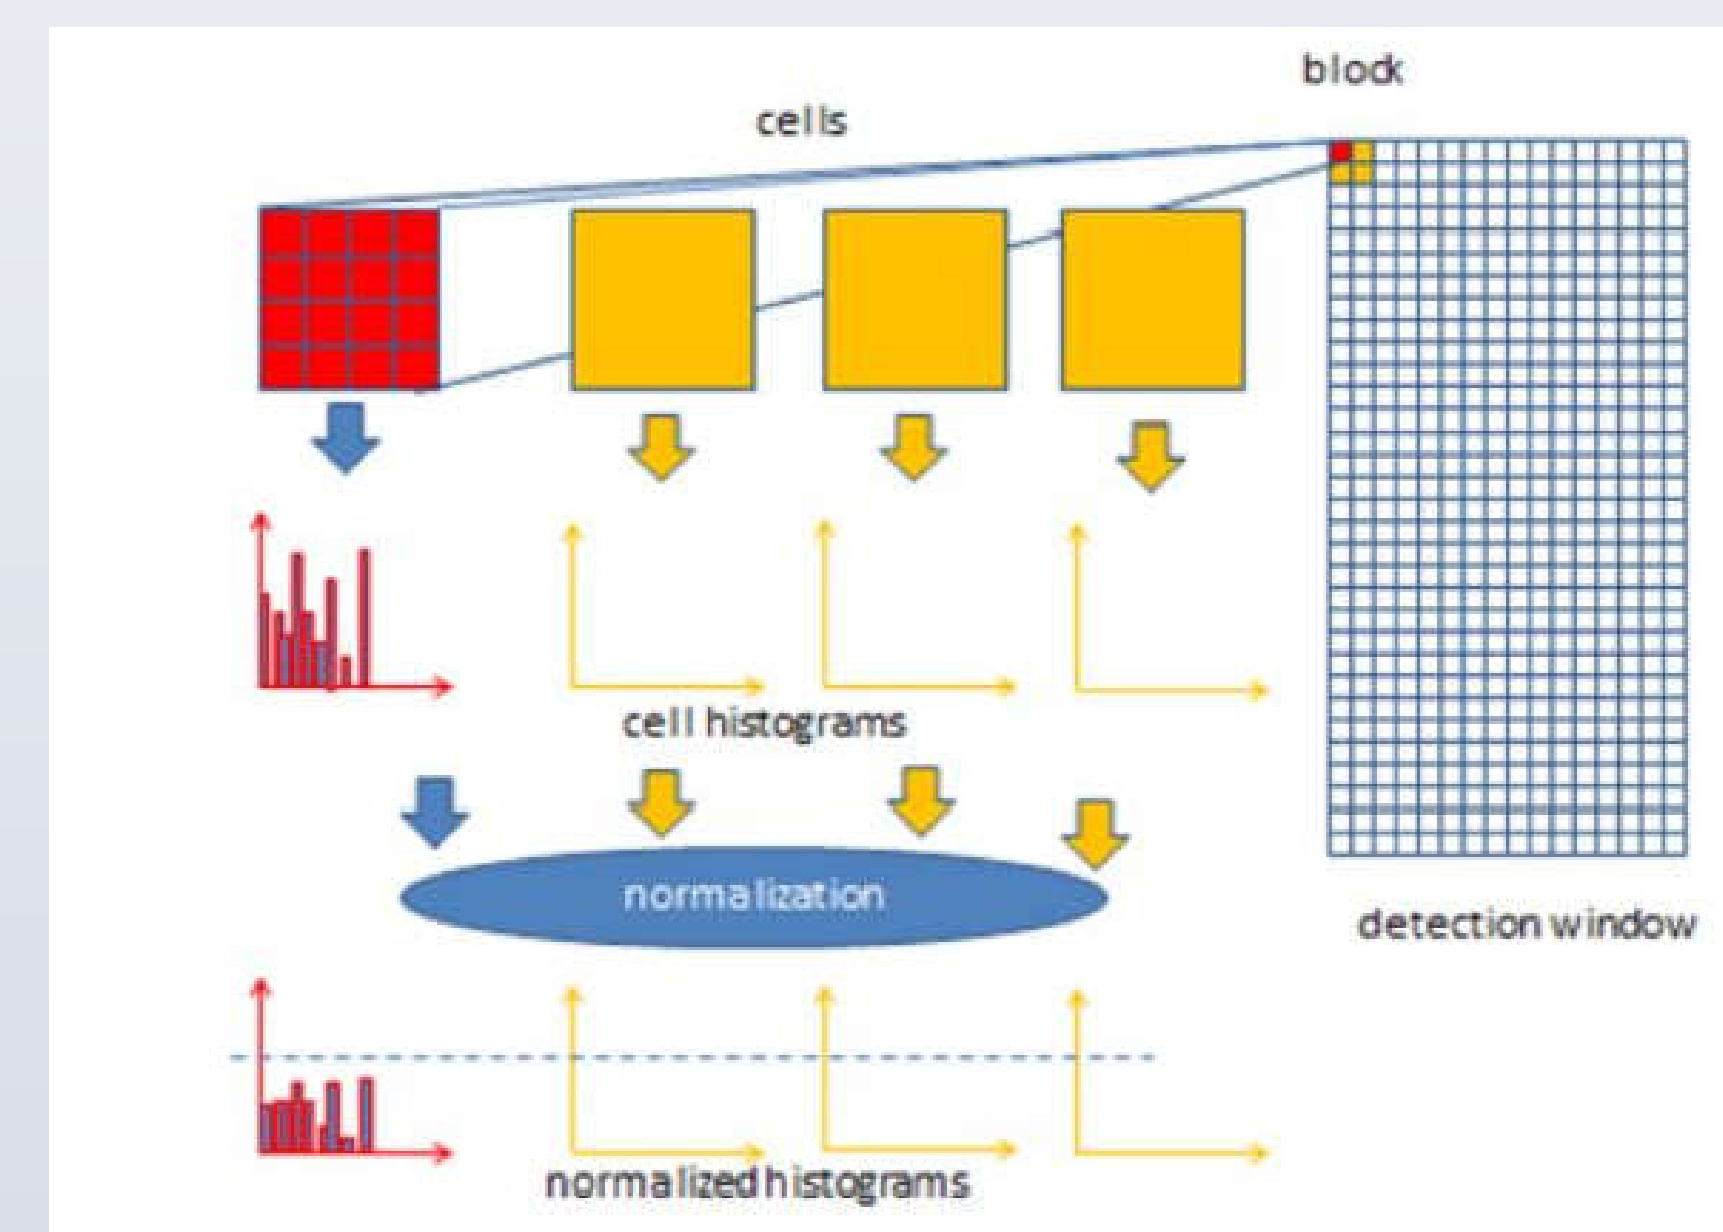 block
cells
cell histograms
normalization
detection window
normalized histograms